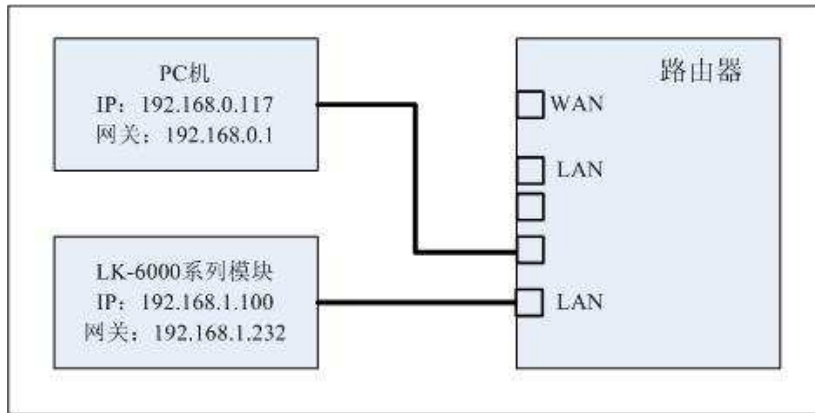 PC机
IP：192.168.0.117
网关：192.168.0.1
路由器
WAN
LAN
LK-6000系列模块
IP：192.168.1.100
网关：192.168.1.232
LAN